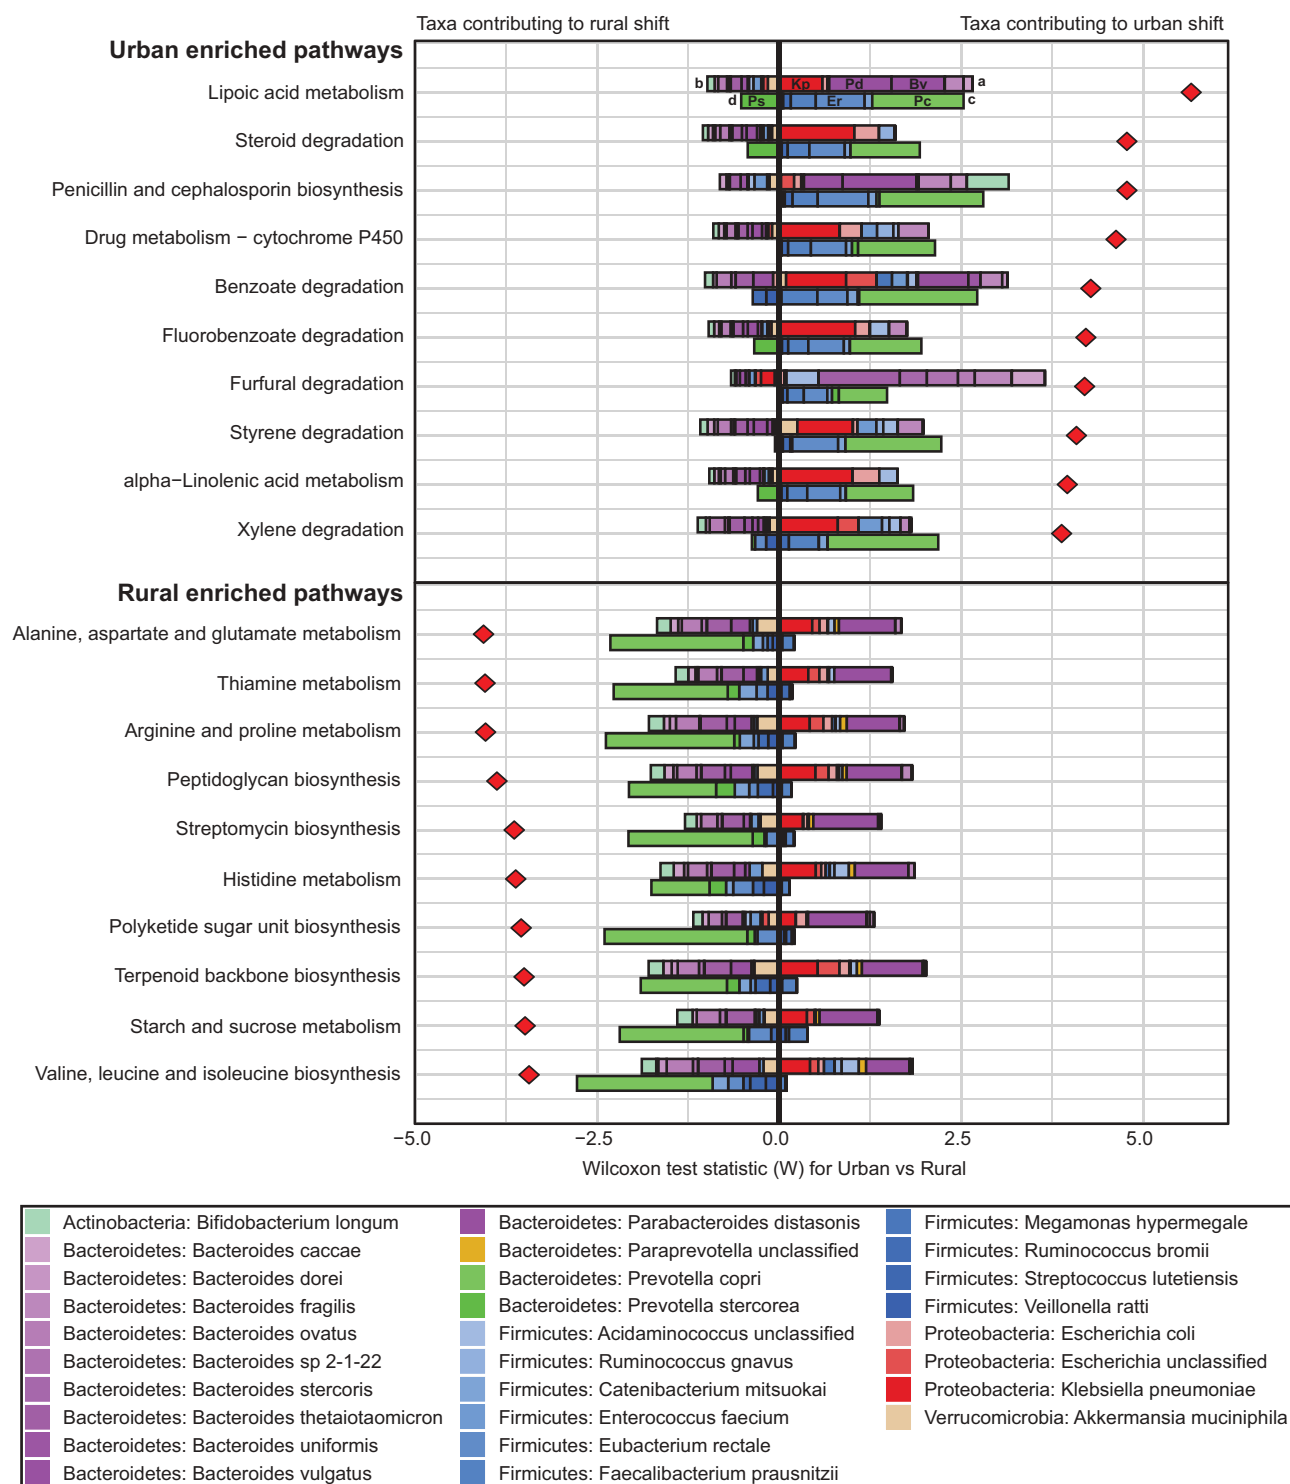 Taxa contributing to rural shift
Taxa contributing to urban shift
Urban enriched pathways
Lipoic acid metabolism
b Kp Pd Bv a
d Ps Er Pc c
Steroid degradation
Penicillin and cephalosporin biosynthesis
Drug metabolism − cytochrome P450
Benzoate degradation
Fluorobenzoate degradation
Furfural degradation
Styrene degradation
alpha−Linolenic acid metabolism
Xylene degradation
Rural enriched pathways
Alanine, aspartate and glutamate metabolism
Thiamine metabolism
Arginine and proline metabolism
Peptidoglycan biosynthesis
Streptomycin biosynthesis
Histidine metabolism
Polyketide sugar unit biosynthesis
Terpenoid backbone biosynthesis
Starch and sucrose metabolism
Valine, leucine and isoleucine biosynthesis
−5.0 −2.5 0.0 2.5 5.0
Wilcoxon test statistic (W) for Urban vs Rural
Actinobacteria: Bifidobacterium longum
Bacteroidetes: Bacteroides caccae
Bacteroidetes: Bacteroides dorei
Bacteroidetes: Bacteroides fragilis
Bacteroidetes: Bacteroides ovatus
Bacteroidetes: Bacteroides sp 2-1-22
Bacteroidetes: Bacteroides stercoris
Bacteroidetes: Bacteroides thetaiotaomicron
Bacteroidetes: Bacteroides uniformis
Bacteroidetes: Bacteroides vulgatus
Bacteroidetes: Parabacteroides distasonis
Bacteroidetes: Paraprevotella unclassified
Bacteroidetes: Prevotella copri
Bacteroidetes: Prevotella stercorea
Firmicutes: Acidaminococcus unclassified
Firmicutes: Ruminococcus gnavus
Firmicutes: Catenibacterium mitsuokai
Firmicutes: Enterococcus faecium
Firmicutes: Eubacterium rectale
Firmicutes: Faecalibacterium prausnitzii
Firmicutes: Megamonas hypermegale
Firmicutes: Ruminococcus bromii
Firmicutes: Streptococcus lutetiensis
Firmicutes: Veillonella ratti
Proteobacteria: Escherichia coli
Proteobacteria: Escherichia unclassified
Proteobacteria: Klebsiella pneumoniae
Verrucomicrobia: Akkermansia muciniphila